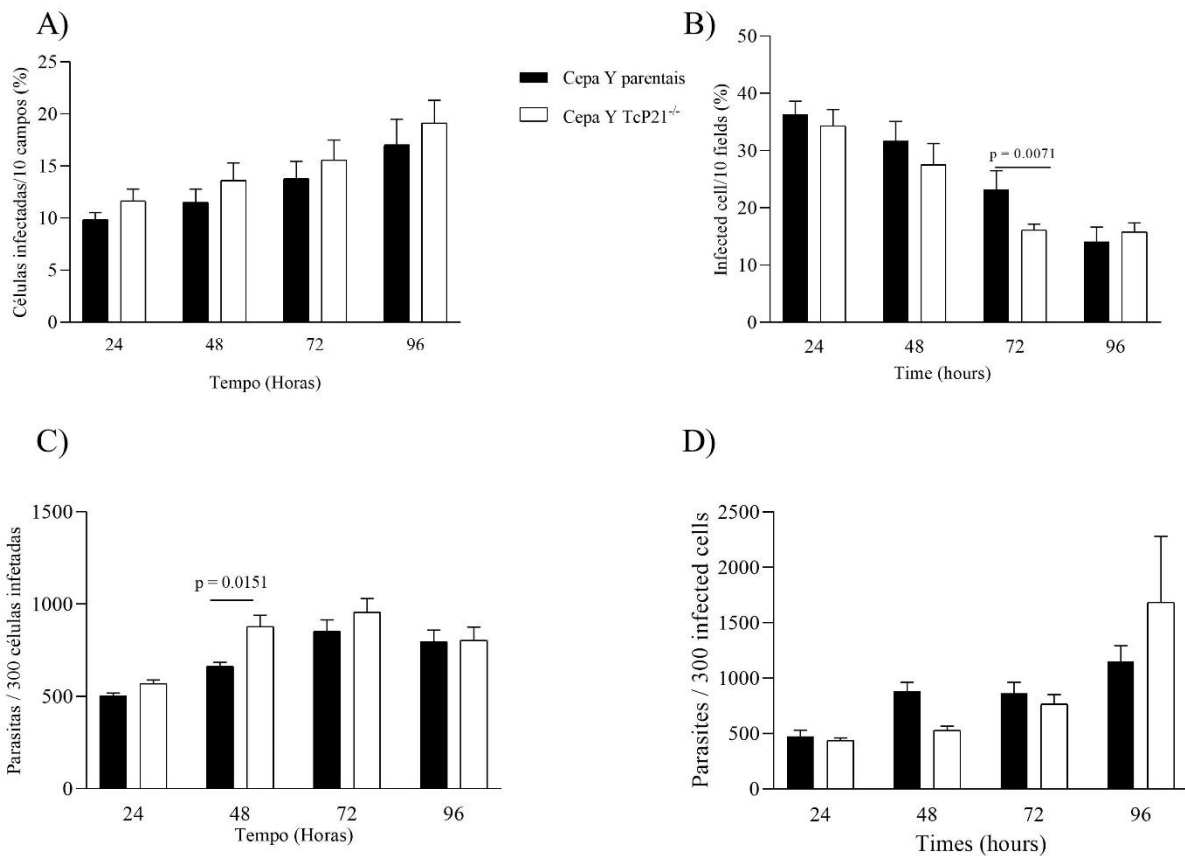 A)
Células infectadas/10 campos (%)
25
20
15
10
5
0
24 48 72 96
Tempo (Horas)
Cepa Y parentais
Cepa Y TcP21-/-
B)
Infected cell/10 fields (%)
50
40
30
20
10
0
p = 0.0071
24 48 72 96
Time (hours)
C)
Parasitas / 300 células infetadas
1500
1000
500
0
p = 0.0151
24 48 72 96
Tempo (Horas)
D)
Parasites / 300 infected cells
2500
2000
1500
1000
500
0
24 48 72 96
Times (hours)